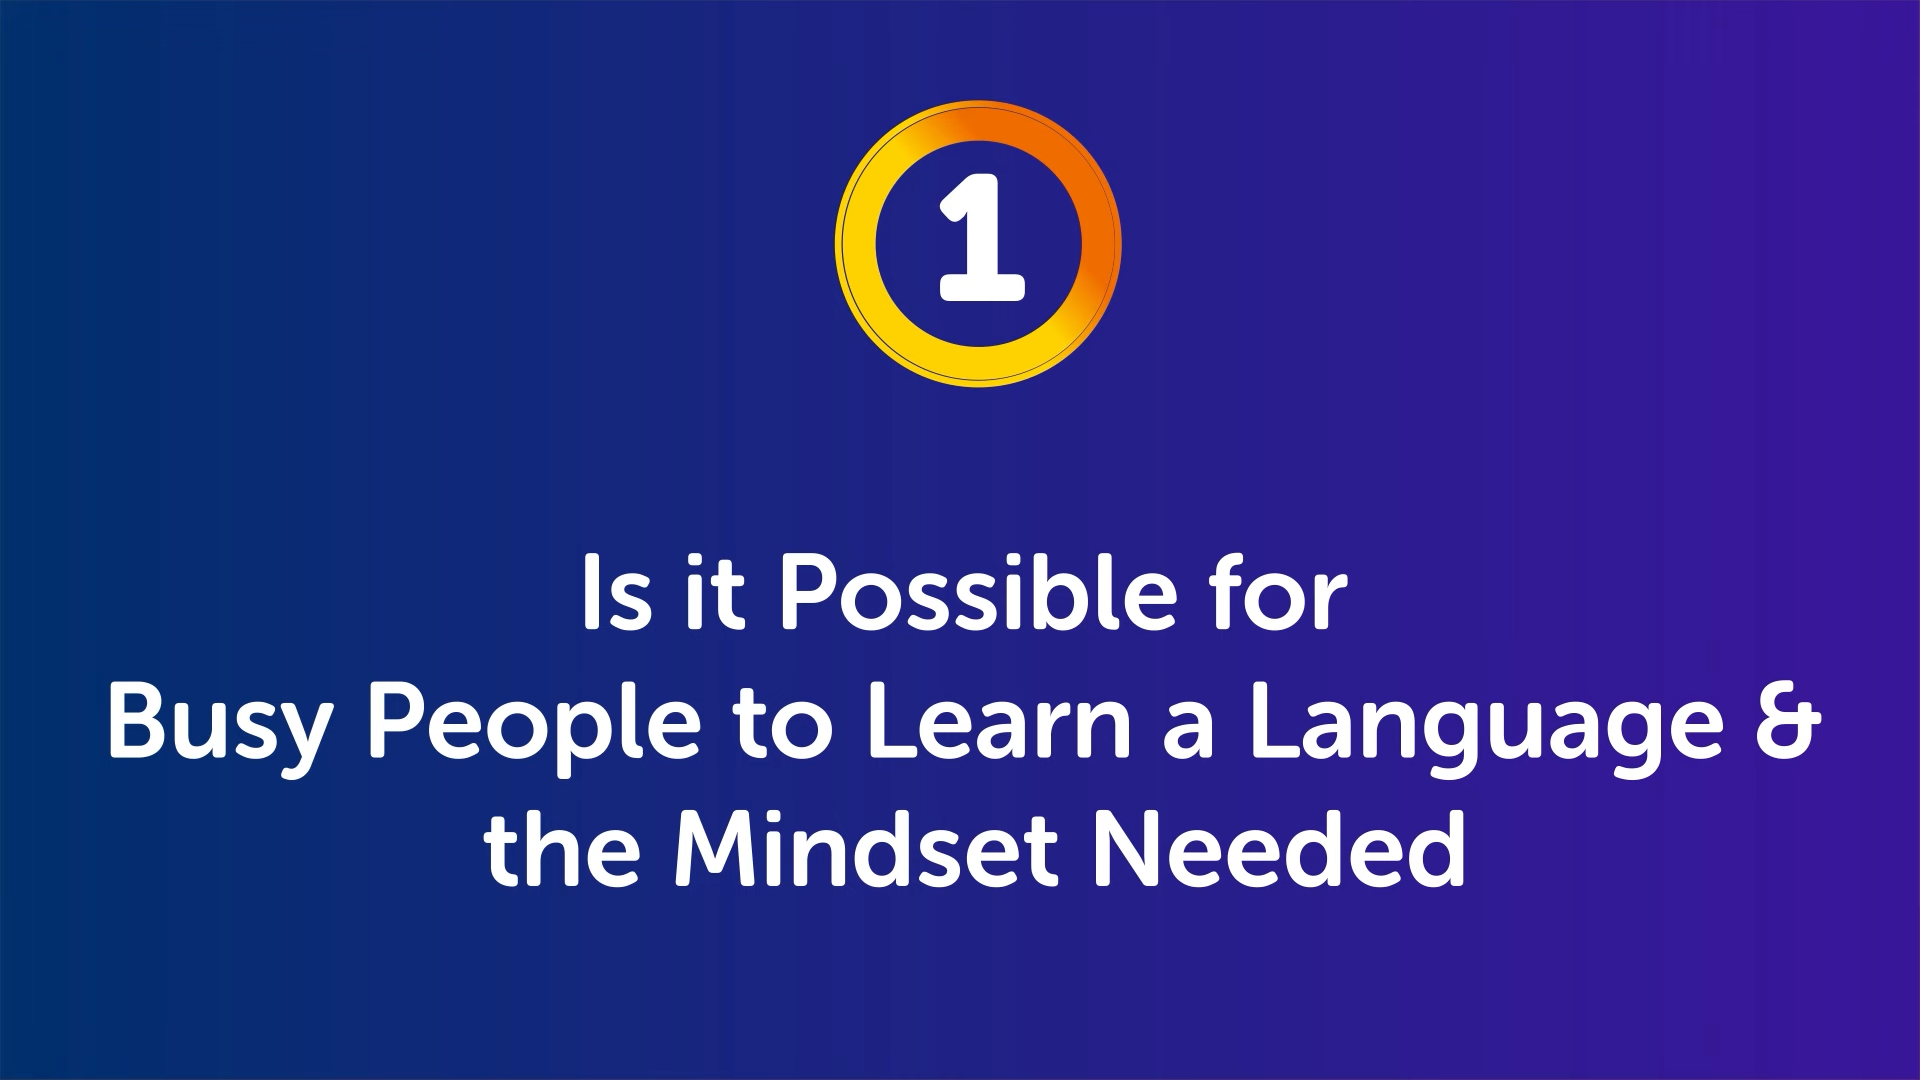 1
Is it Possible for
Busy People to Learn a Language &
the Mindset Needed